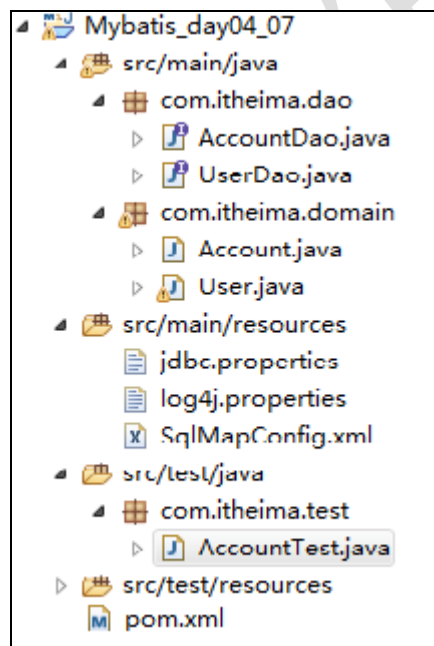 Mybatis_day04_07
src/main/java
com.itheima.dao
AccountDao.java
UserDao.java
com.itheima.domain
Account.java
User.java
src/main/resources
jdbc.properties
log4j.properties
SqlMapConfig.xml
src/test/java
com.itheima.test
AccountTest.java
src/test/resources
pom.xml